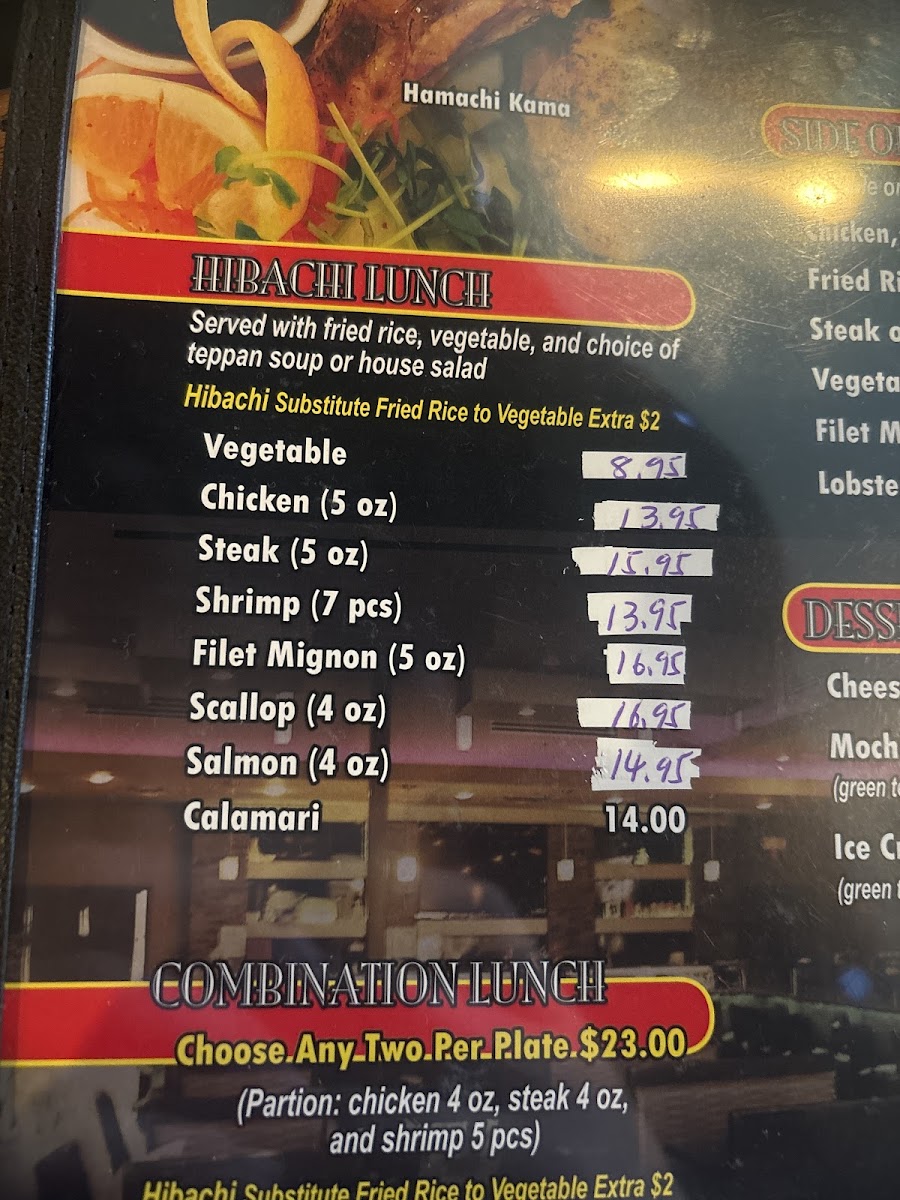 Hamachi Kama
HIBACHI LUNCH
Served with fried rice, vegetable, and choice of
teppan soup or house salad
Hibachi Substitute Fried Rice to Vegetable Extra $2
Vegetable 8.95
Chicken (5 oz) 13.95
Steak (5 oz) 15.95
Shrimp (7 pcs) 13.95
Filet Mignon (5 oz) 16.95
Scallop (4 oz) 16.95
Salmon (4 oz) 14.95
Calamari 14.00
COMBINATION LUNCH
Choose Any Two Per Plate $23.00
(Partion: chicken 4 oz, steak 4 oz,
and shrimp 5 pcs)
Hibachi Substitute Fried Rice to Vegetable Extra $2
SIDE
Chicken,
Fried
Steak
Filet
Ice
(green